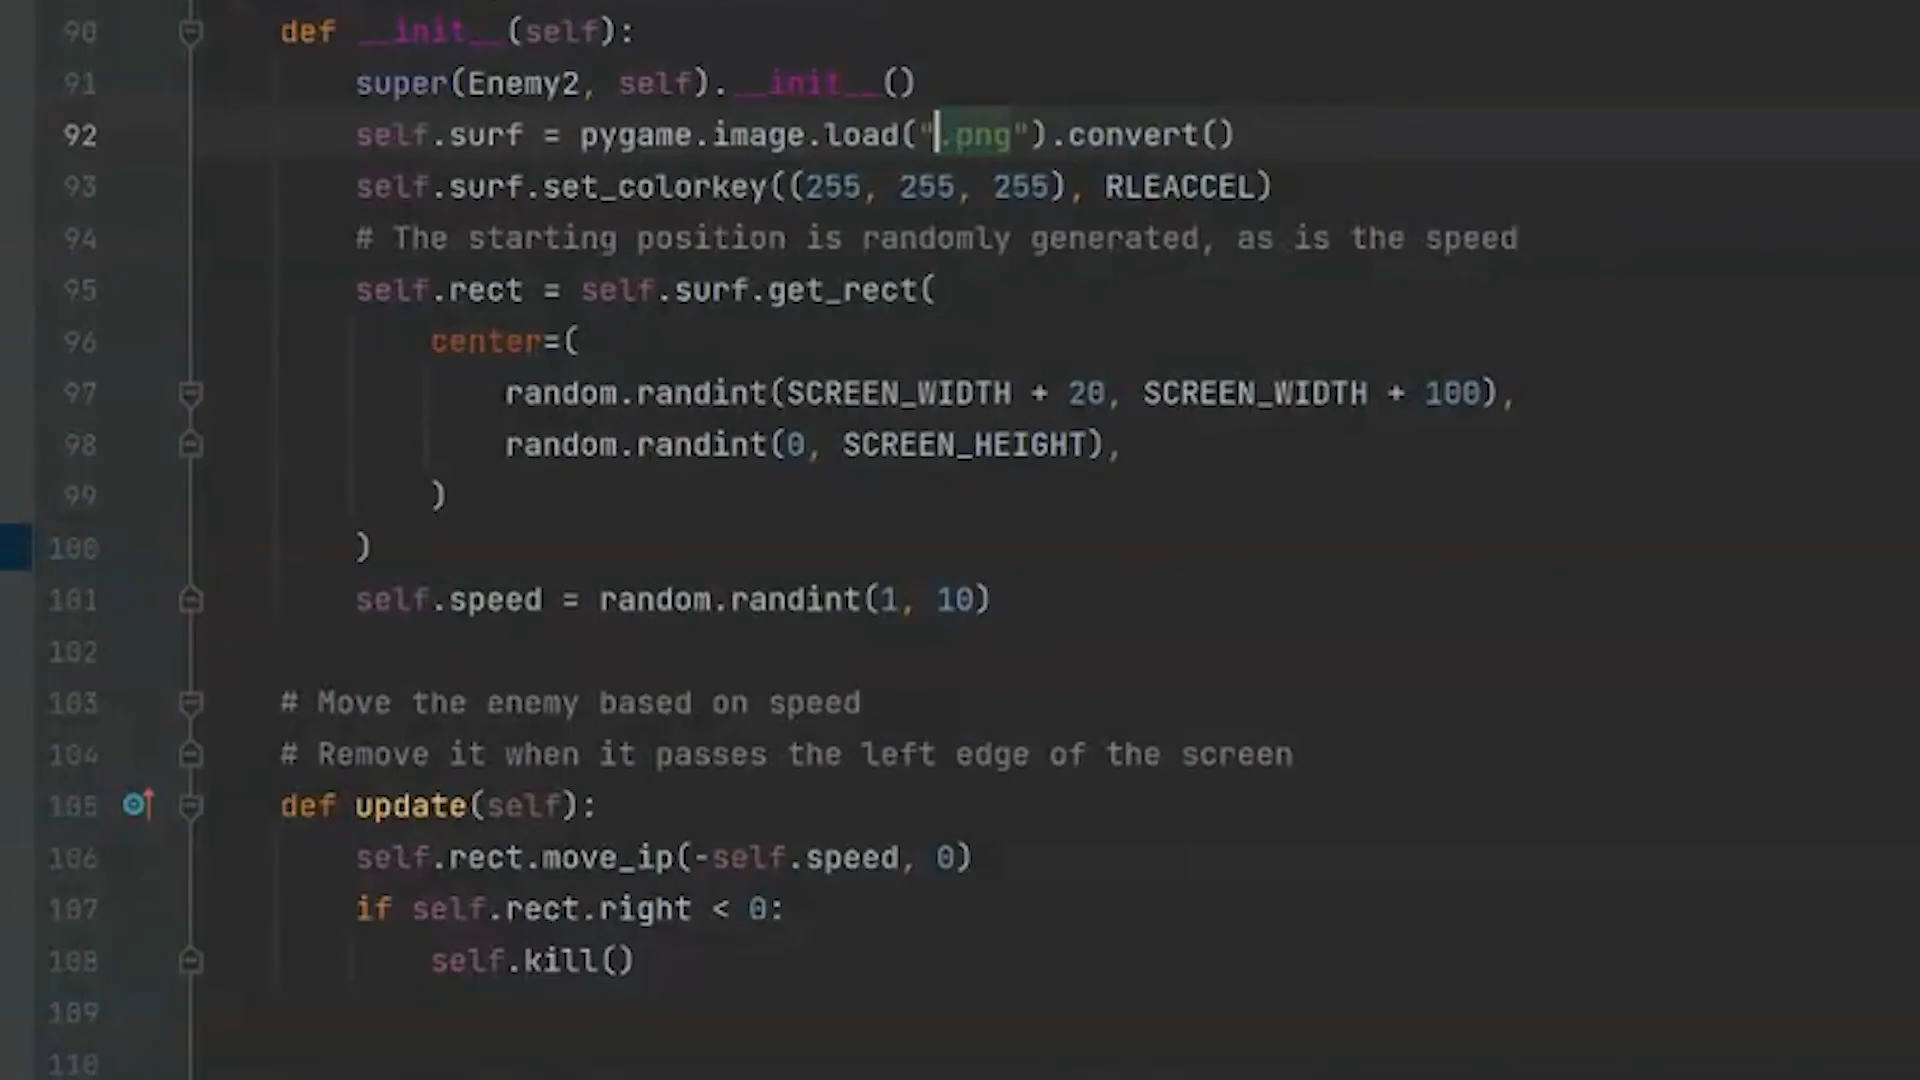 90 def __init__(self):
91 super(Enemy2, self).__init__()
92 self.surf = pygame.image.load(".png").convert()
93 self.surf.set_colorkey((255, 255, 255), RLEACCEL)
94 # The starting position is randomly generated, as is the speed
95 self.rect = self.surf.get_rect(
96 center=(
97 random.randint(SCREEN_WIDTH + 20, SCREEN_WIDTH + 100),
98 random.randint(0, SCREEN_HEIGHT),
99 )
100 )
101 self.speed = random.randint(1, 10)
102
103 # Move the enemy based on speed
104 # Remove it when it passes the left edge of the screen
105 def update(self):
106 self.rect.move_ip(-self.speed, 0)
107 if self.rect.right < 0:
108 self.kill()
109
110